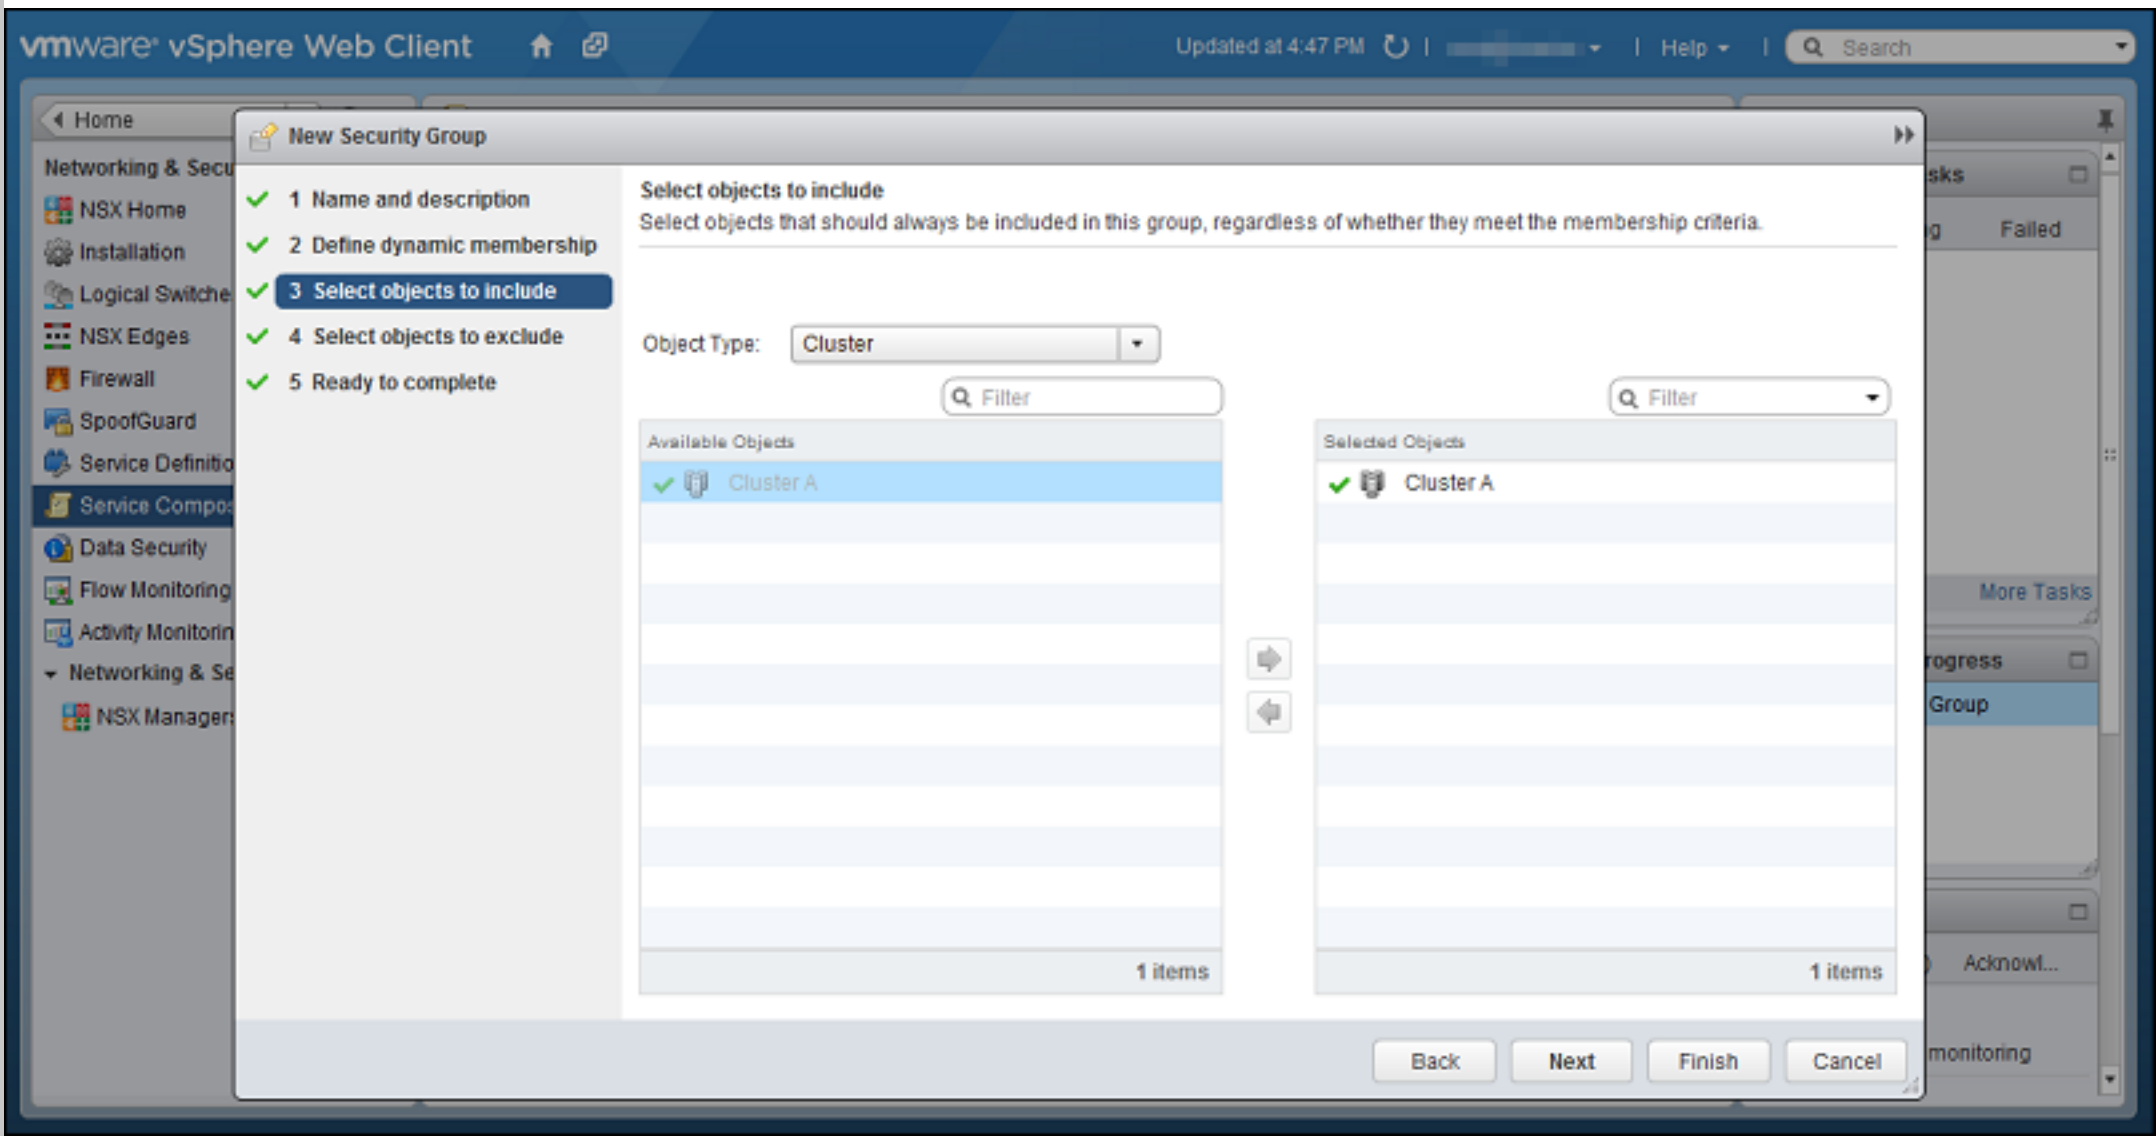 vmware® vSphere Web Client
Updated at 4:47 PM | | Help | Search
Home
Networking & Secu
NSX Home
Installation
Logical Switche
NSX Edges
Firewall
SpoofGuard
Service Definitio
Service Compos
Data Security
Flow Monitoring
Activity Monitorin
Networking & Se
NSX Managers
New Security Group
1 Name and description
2 Define dynamic membership
3 Select objects to include
4 Select objects to exclude
5 Ready to complete
Select objects to include
Select objects that should always be included in this group, regardless of whether they meet the membership criteria.
Object Type: Cluster
Filter
Filter
Available Objects
Cluster A
1 items
Selected Objects
Cluster A
1 items
Back Next Finish Cancel
sks
g Failed
More Tasks
rogress
Group
) Acknowl...
monitoring